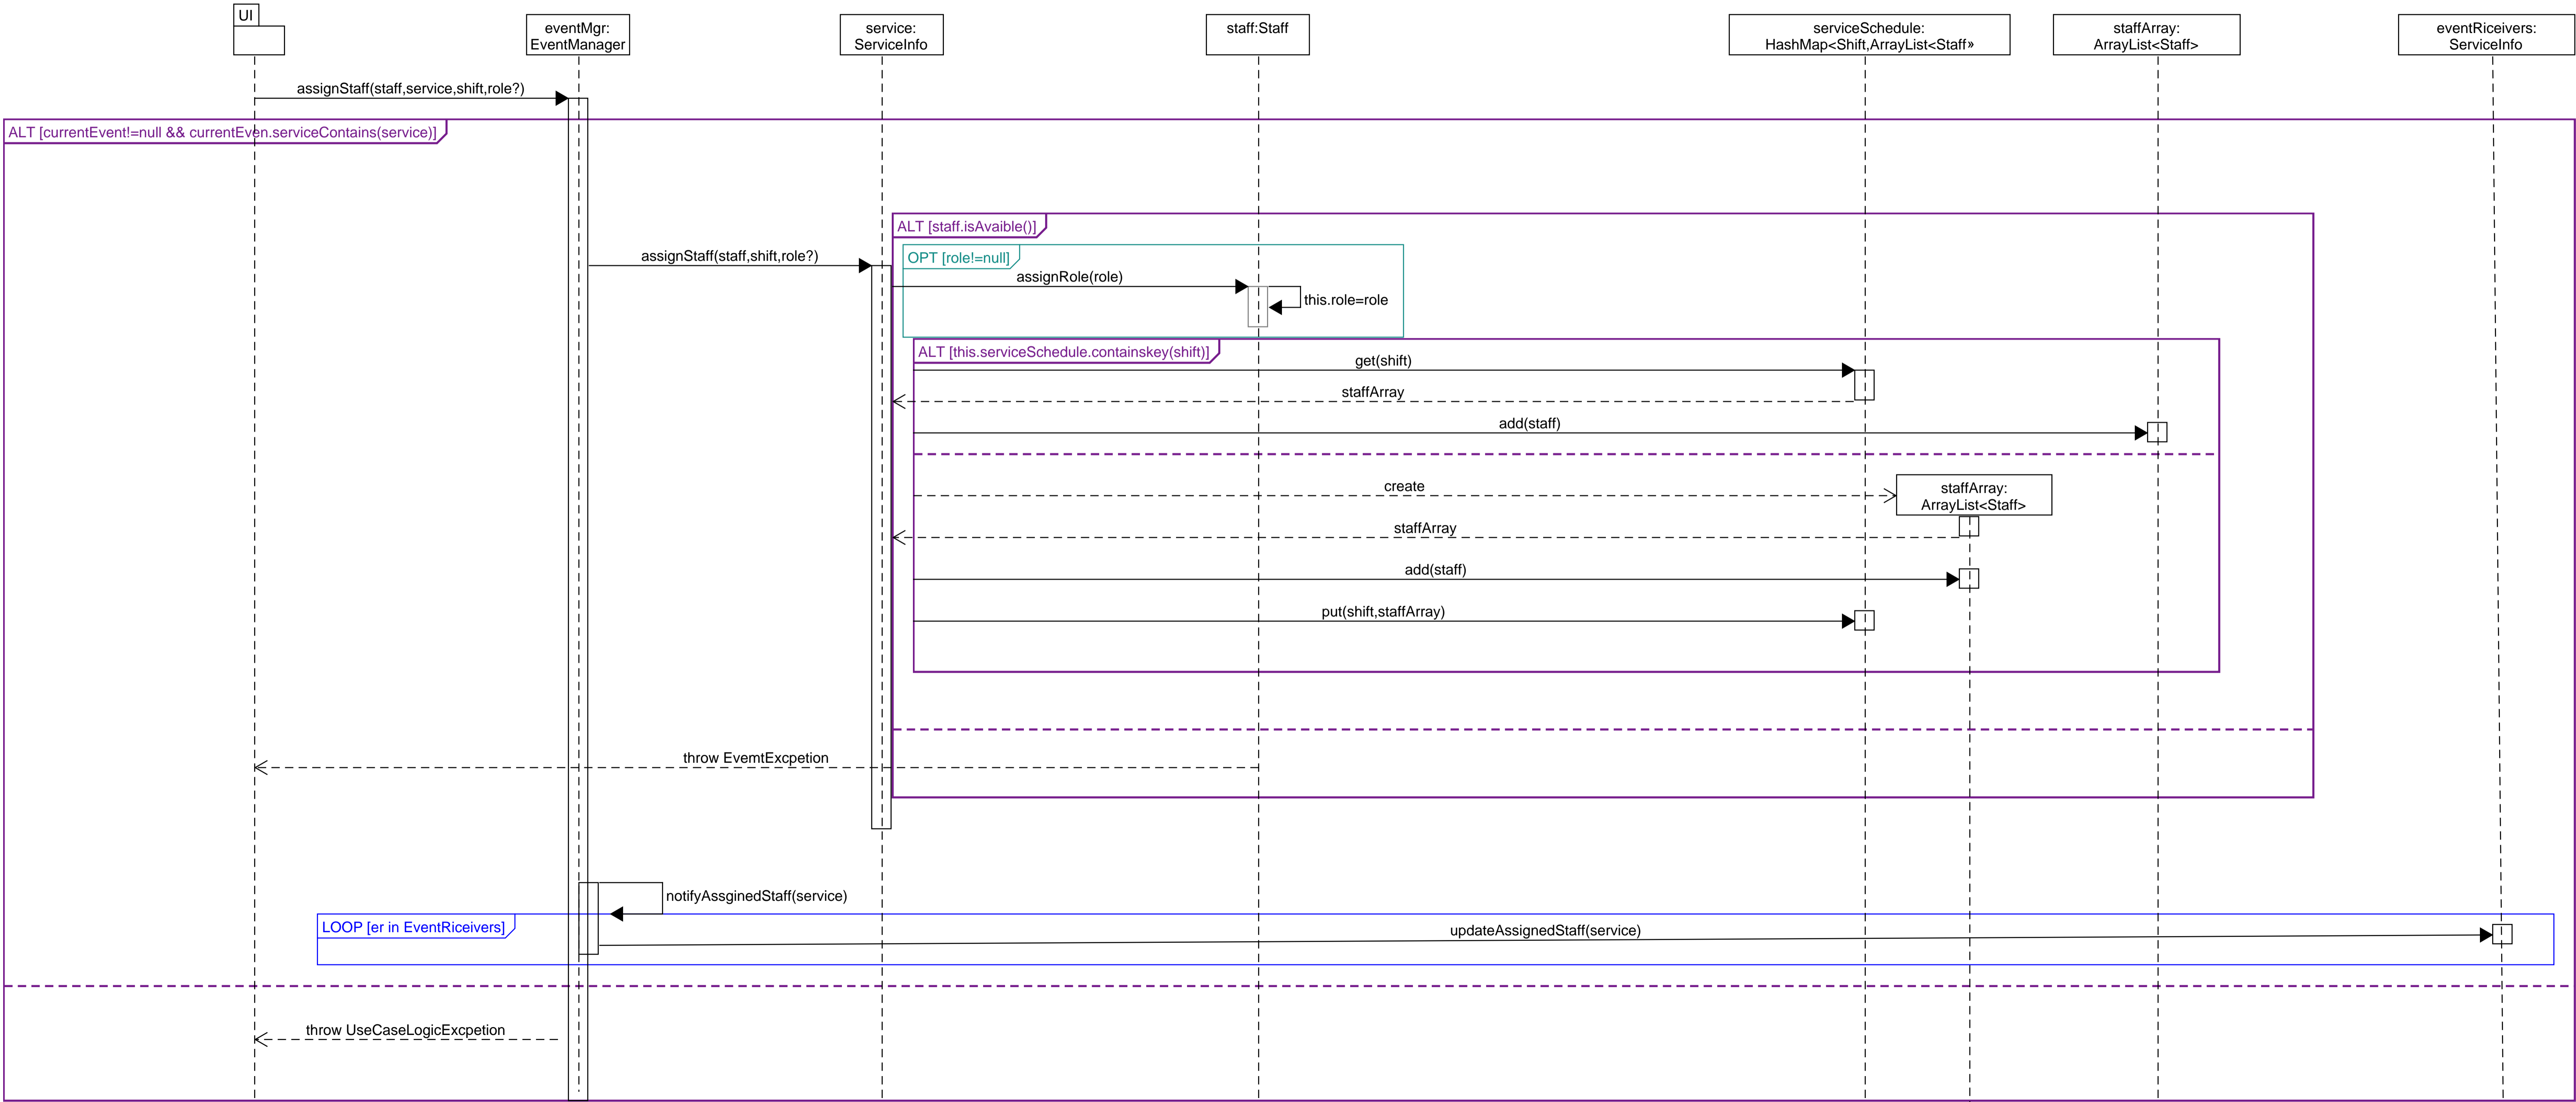 UI
eventMgr:
EventManager
service:
ServiceInfo
staff:Staff
serviceSchedule:
HashMap<Shift,ArrayList<Staff»
staffArray:
ArrayList<Staff>
eventRiceivers:
ServiceInfo
assignStaff(staff,service,shift,role?)
ALT [currentEvent!=null && currentEven.serviceContains(service)]
ALT [staff.isAvaible()]
assignStaff(staff,shift,role?)
OPT [role!=null]
assignRole(role)
this.role=role
ALT [this.serviceSchedule.containskey(shift)]
get(shift)
staffArray
add(staff)
create
staffArray:
ArrayList<Staff>
staffArray
add(staff)
put(shift,staffArray)
throw EvemtExcpetion
notifyAssginedStaff(service)
LOOP [er in EventRiceivers]
updateAssignedStaff(service)
throw UseCaseLogicExcpetion